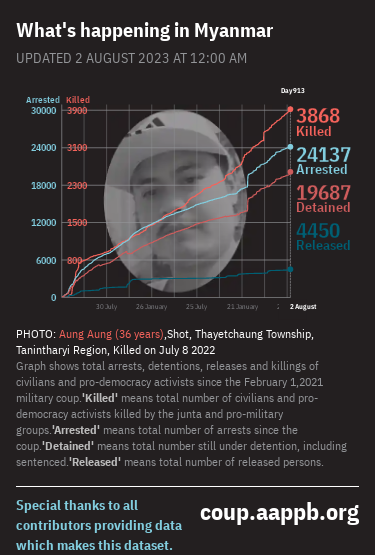 What's happening in Myanmar
UPDATED 2 AUGUST 2023 AT 12:00 AM
Day913
Arrested Killed
30000 3900
3868
Killed
24000 3100
24137
Arrested
18000 2300
19687
Detained
12000 1500
4450
Released
6000 800
0
30 July 26 January 25 July 21 January 2 August
PHOTO: Aung Aung (36 years),Shot, Thayetchaung Township,
Tanintharyi Region, Killed on July 8 2022
Graph shows total arrests, detentions, releases and killings of
civilians and pro-democracy activists since the February 1,2021
military coup.'Killed' means total number of civilians and pro-
democracy activists killed by the junta and pro-military
groups.'Arrested' means total number of arrests since the
coup.'Detained' means total number still under detention, including
sentenced.'Released' means total number of released persons.
Special thanks to all
contributors providing data
which makes this dataset.
coup.aappb.org